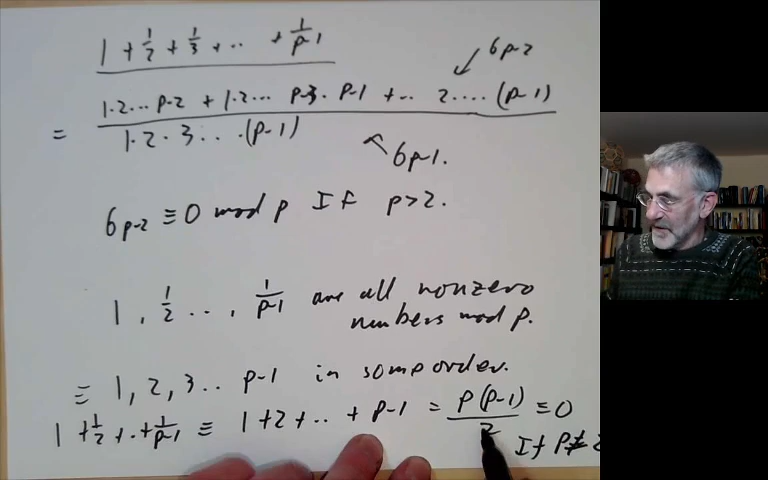 1 + 1/2 + 1/3 + .. + 1/p-1
6p-2
= 1·2... p-2 + 1·2... p-3. p-1 + .. 2.... (p-1) / 1·2·3... ·(p-1)
6p-1.
6p-2 ≡ 0 mod p If p>2.
1, 1/2 .., 1/p-1 are all nonzero
numbers mod p.
≡ 1, 2, 3.. p-1 in some order.
1 + 1/2 + .. + 1/p-1 ≡ 1+2+ .. + p-1 = p(p-1)/2 ≡ 0
If p≠2